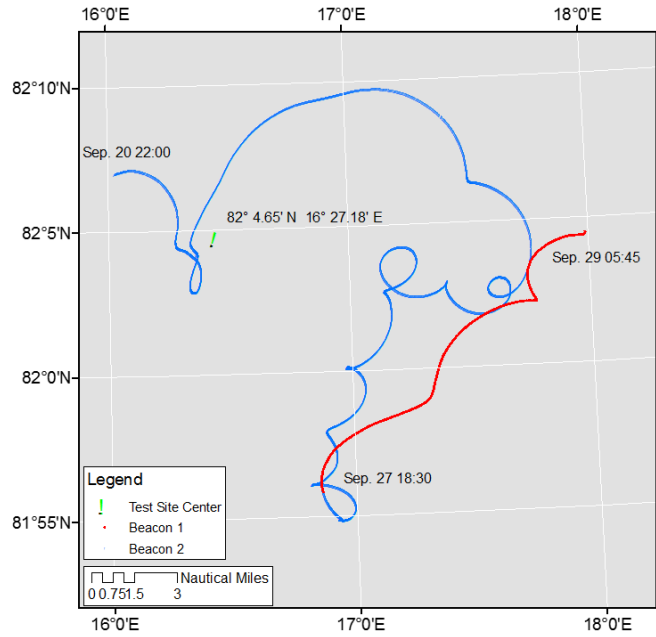 16°0'E 17°0'E 18°0'E
82°10'N
Sep. 20 22:00
82° 4.65' N 16° 27.18' E
82°5'N
Sep. 29 05:45
82°0'N
Sep. 27 18:30
Legend
! Test Site Center
Beacon 1
Beacon 2
81°55'N
Nautical Miles
0 0.75 1.5 3
16°0'E 17°0'E 18°0'E